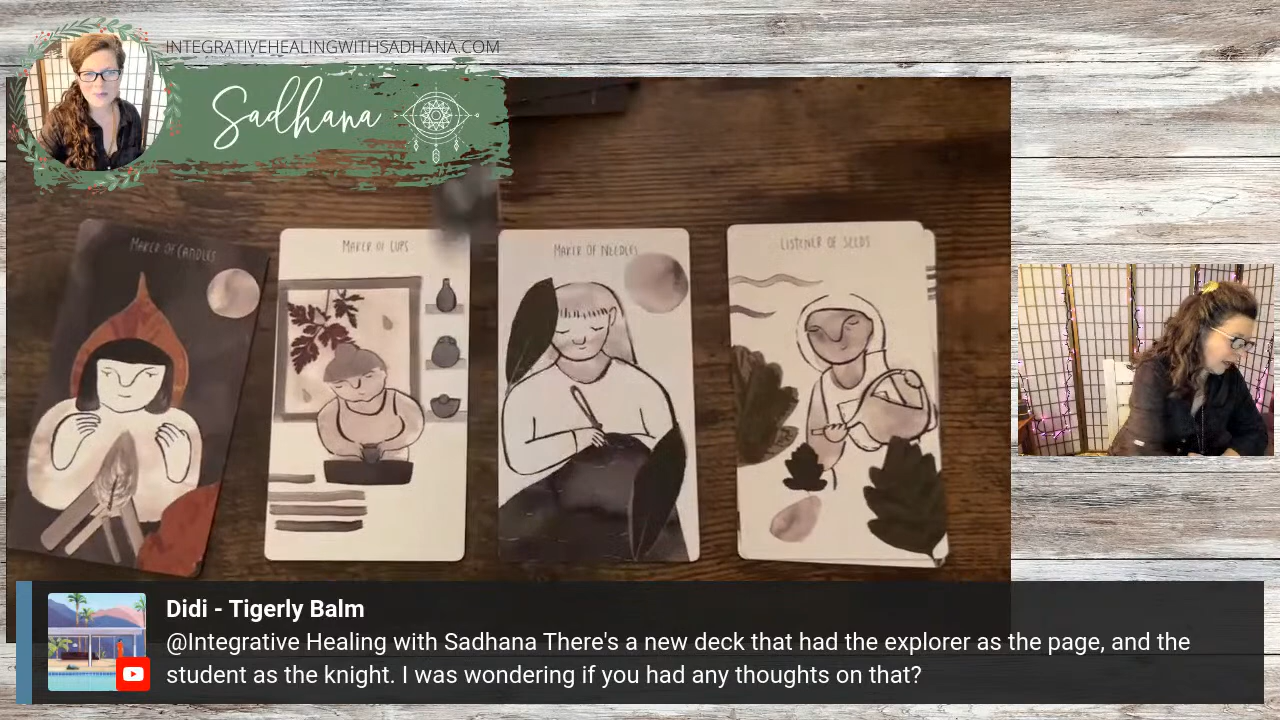 INTEGRATIVEHEALINGWITHSADHANA.COM
Sadhana
MAKER OF CANDLES
MAKER OF CUPS
MAKER OF NEEDLES
LISTENER OF SEEDS
Didi - Tigerly Balm
@Integrative Healing with Sadhana There's a new deck that had the explorer as the page, and the
student as the knight. I was wondering if you had any thoughts on that?